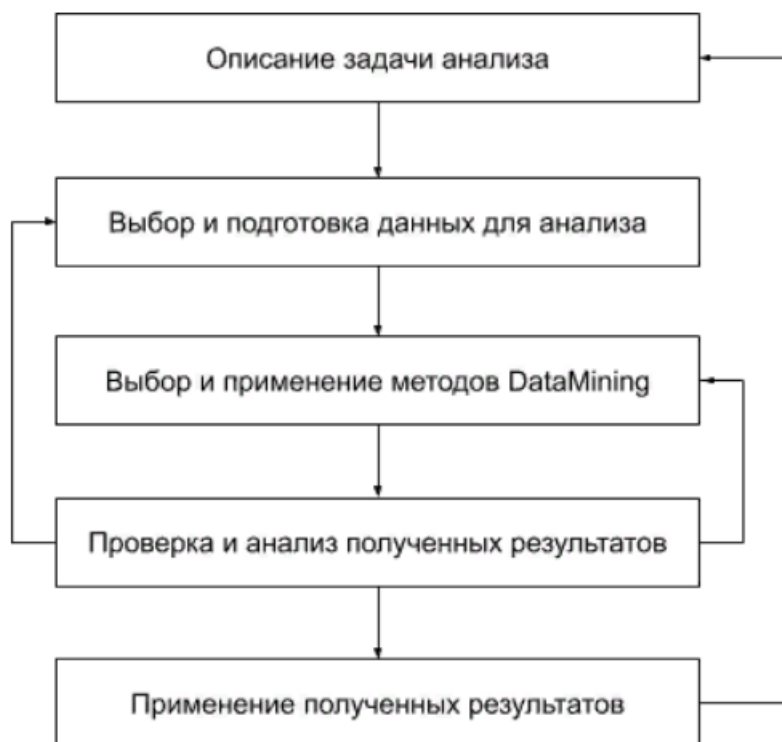 Описание задачи анализа
Выбор и подготовка данных для анализа
Выбор и применение методов DataMining
Проверка и анализ полученных результатов
Применение полученных результатов